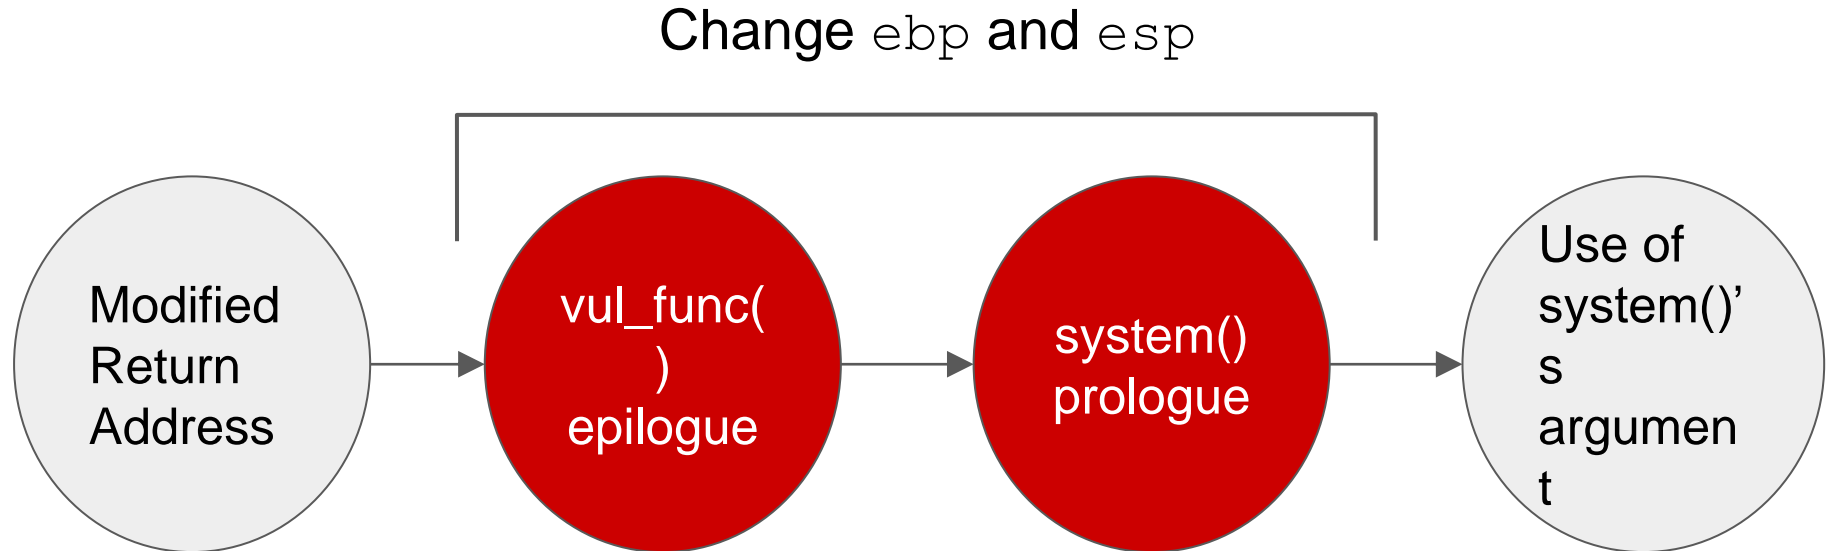 Change ebp and esp
Modified
Return
Address
vul_func(
)
epilogue
system()
prologue
Use of
system()’
s
argumen
t